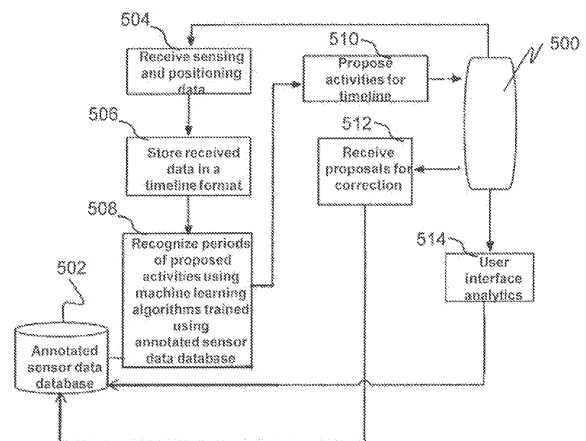 504
Receive sensing
and positioning
data
506
Store received
data in a
timeline format
508
Recognize periods
of proposed
activities using
machine learning
algorithms trained
using
annotated sensor
data database
502
Annotated
sensor data
database
510
Propose
activities for
timeline
512
Receive
proposals for
correction
500
514
User
interface
analytics